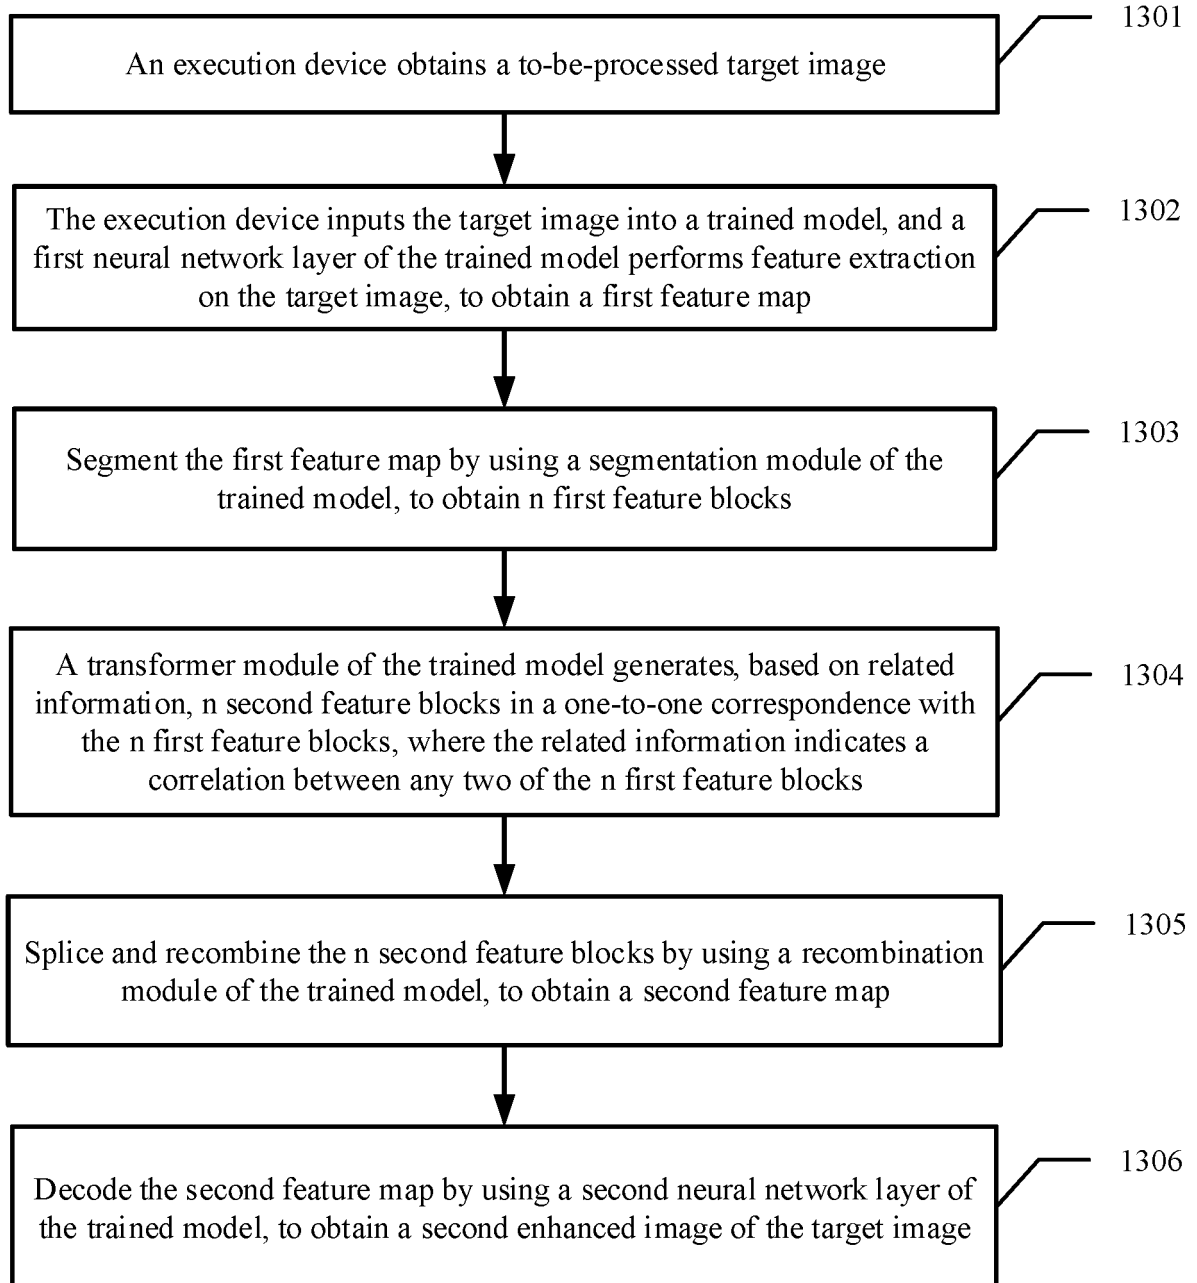 1301
An execution device obtains a to-be-processed target image
1302
The execution device inputs the target image into a trained model, and a
first neural network layer of the trained model performs feature extraction
on the target image, to obtain a first feature map
1303
Segment the first feature map by using a segmentation module of the
trained model, to obtain n first feature blocks
1304
A transformer module of the trained model generates, based on related
information, n second feature blocks in a one-to-one correspondence with
the n first feature blocks, where the related information indicates a
correlation between any two of the n first feature blocks
1305
Splice and recombine the n second feature blocks by using a recombination
module of the trained model, to obtain a second feature map
1306
Decode the second feature map by using a second neural network layer of
the trained model, to obtain a second enhanced image of the target image